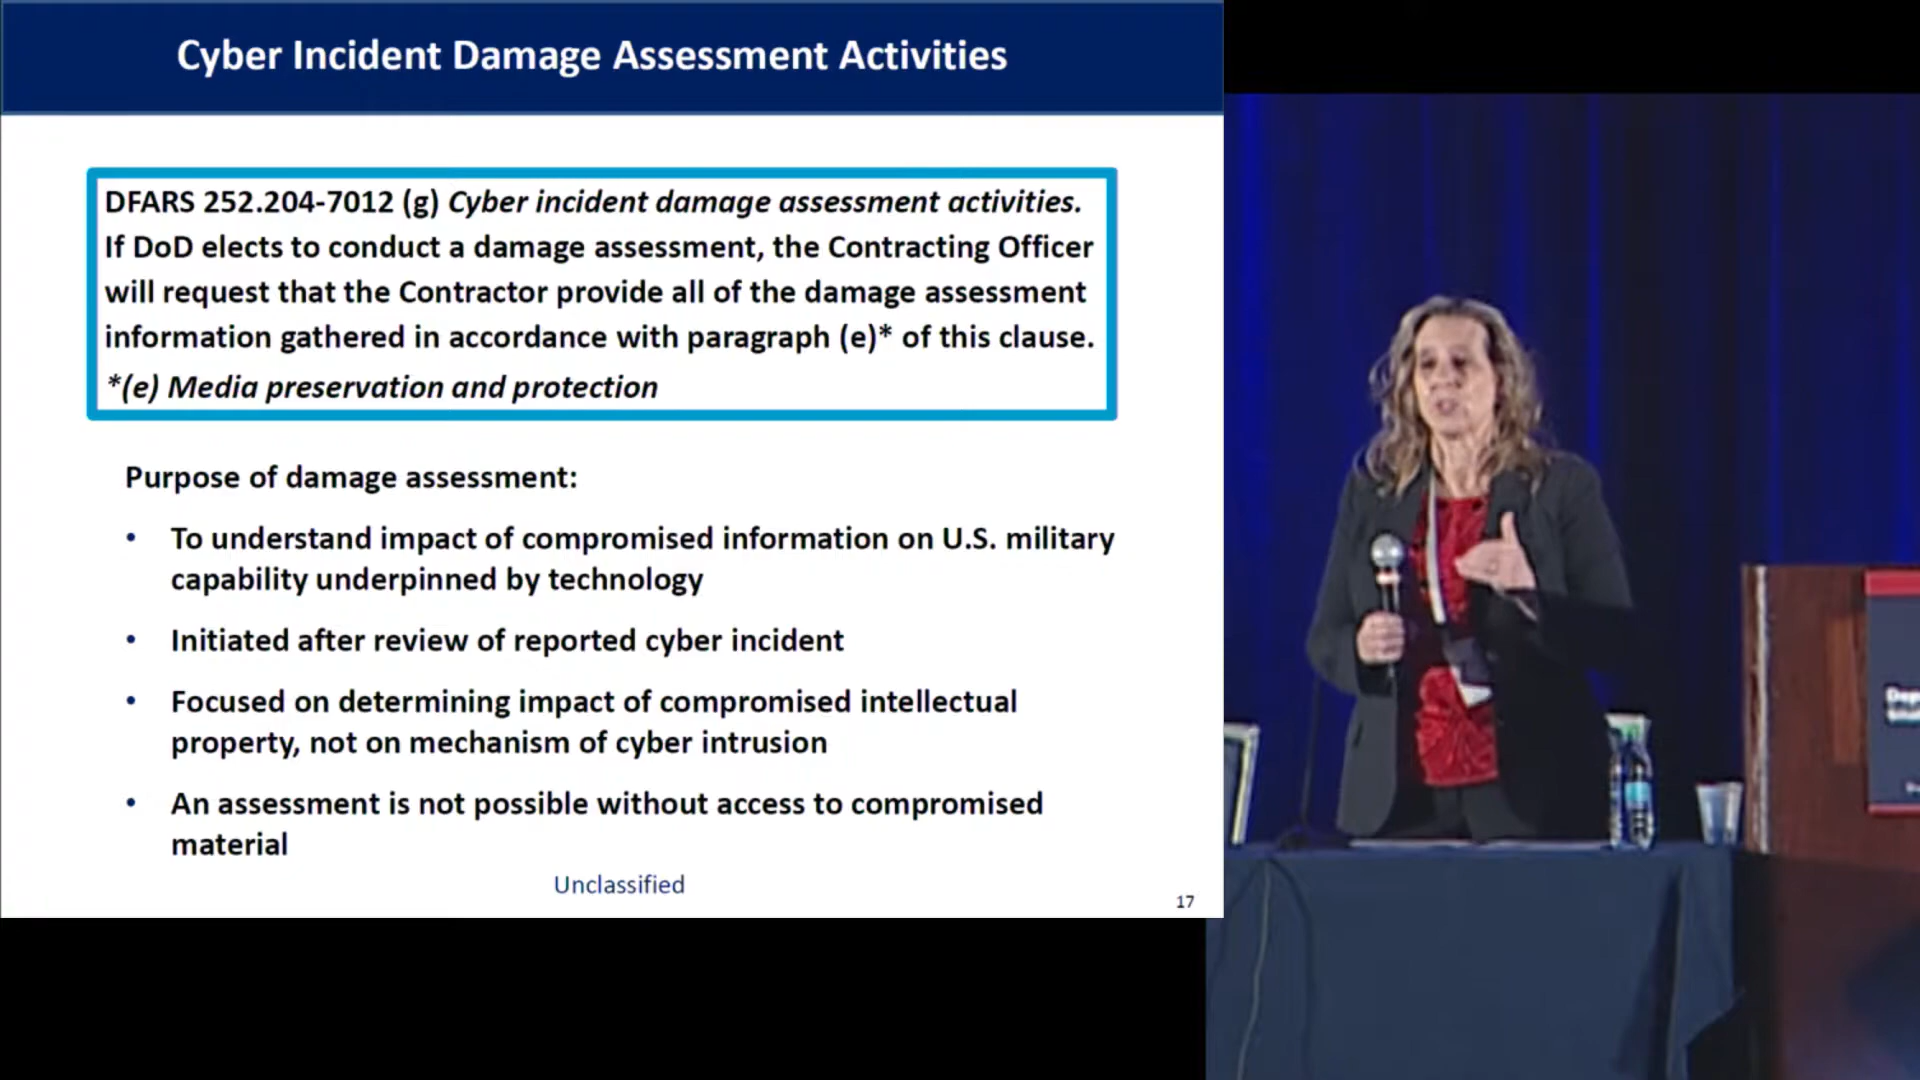 Cyber Incident Damage Assessment Activities
DFARS 252.204-7012 (g) Cyber incident damage assessment activities.
If DoD elects to conduct a damage assessment, the Contracting Officer
will request that the Contractor provide all of the damage assessment
information gathered in accordance with paragraph (e)* of this clause.
*(e) Media preservation and protection
Purpose of damage assessment:
• To understand impact of compromised information on U.S. military
capability underpinned by technology
• Initiated after review of reported cyber incident
• Focused on determining impact of compromised intellectual
property, not on mechanism of cyber intrusion
• An assessment is not possible without access to compromised
material
Unclassified
17